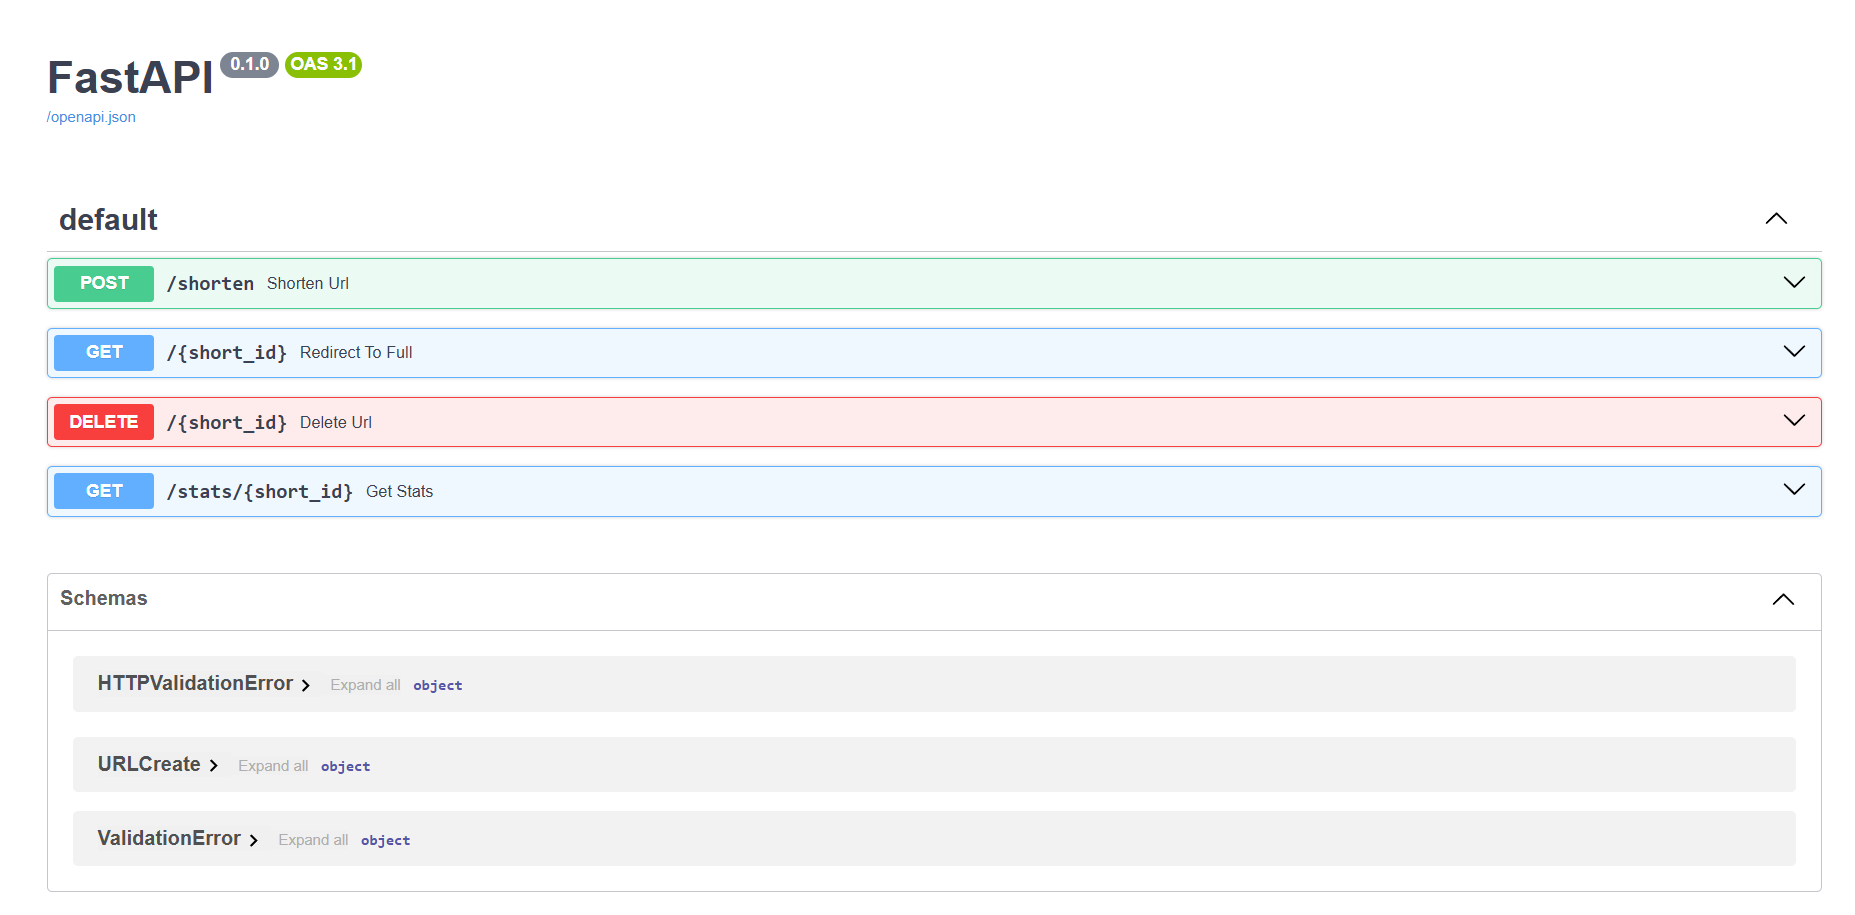 FastAPI 0.1.0 OAS 3.1
/openapi.json
default
POST /shorten Shorten Url
GET /{short_id} Redirect To Full
DELETE /{short_id} Delete Url
GET /stats/{short_id} Get Stats
Schemas
HTTPValidationError Expand all object
URLCreate Expand all object
ValidationError Expand all object